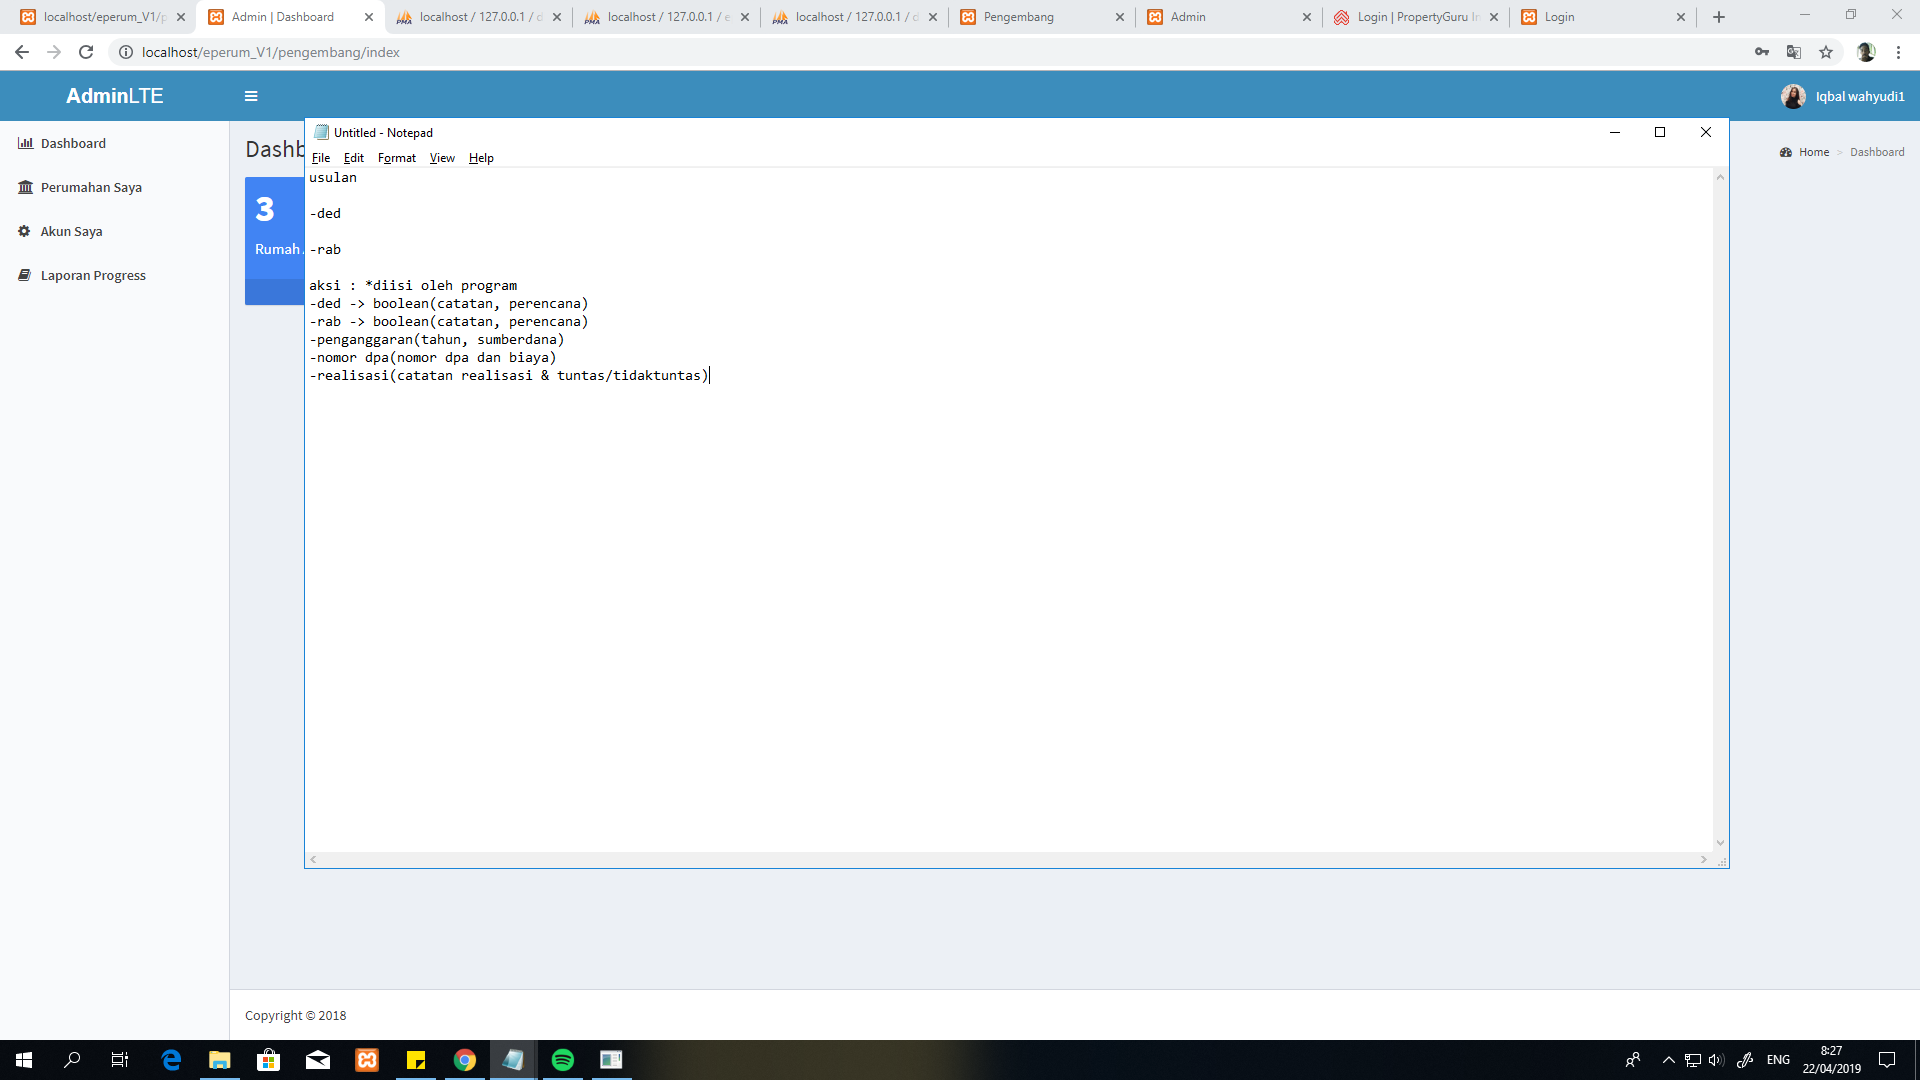 localhost/eperum_V1/p
Admin | Dashboard
localhost / 127.0.0.1 / d
localhost / 127.0.0.1 / e
localhost / 127.0.0.1 / d
Pengembang
Admin
Login | PropertyGuru In
Login
localhost/eperum_V1/pengembang/index
AdminLTE
Iqbal wahyudi1
Dashboard
Perumahan Saya
Akun Saya
Laporan Progress
Dashb
Home > Dashboard
3
Rumah
Untitled - Notepad
File Edit Format View Help
usulan
-ded
-rab
aksi : *diisi oleh program
-ded -> boolean(catatan, perencana)
-rab -> boolean(catatan, perencana)
-penganggaran(tahun, sumberdana)
-nomor dpa(nomor dpa dan biaya)
-realisasi(catatan realisasi & tuntas/tidaktuntas)
Copyright © 2018
ENG
8:27
22/04/2019